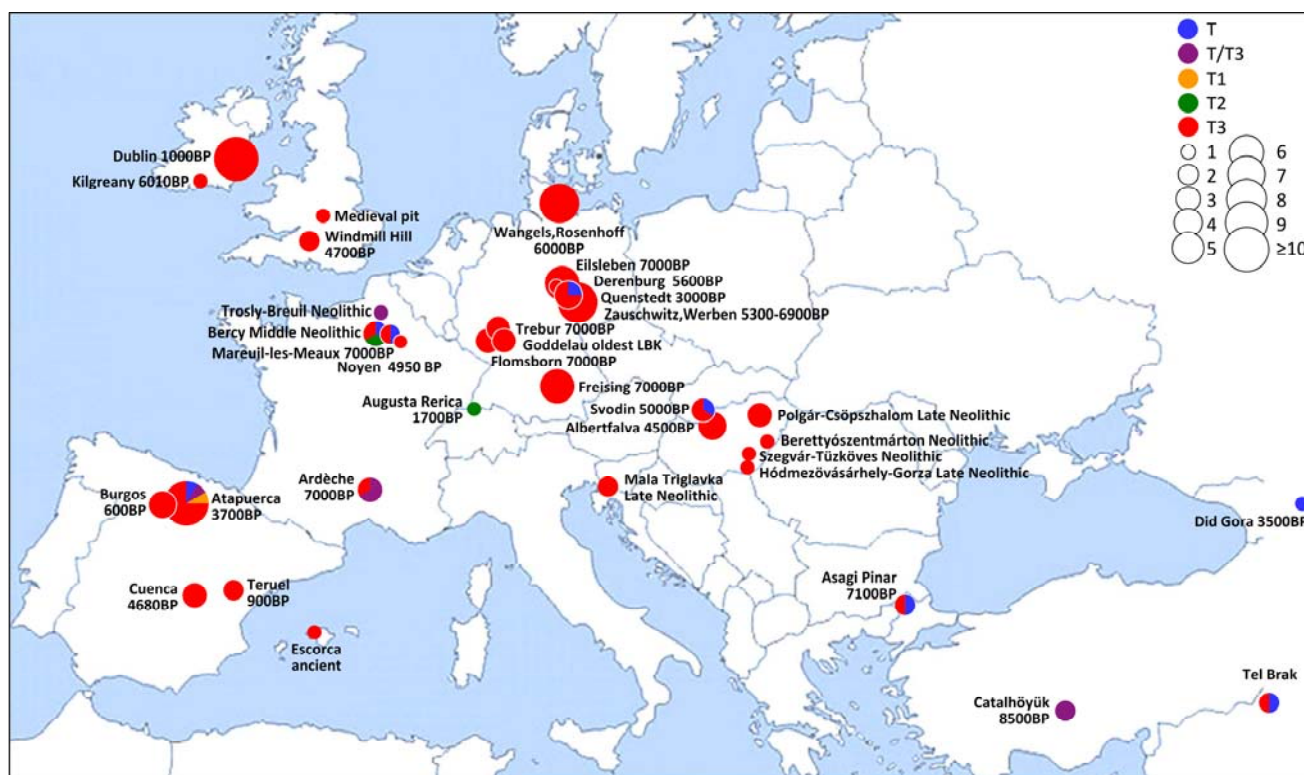 T
T/T3
T1
T2
T3
1
2
3
4
5
6
7
8
9
≥10
Dublin 1000BP
Kilgreany 6010BP
Medieval pit
Windmill Hill
4700BP
Wangels,Rosenhoff
6000BP
Eilsleben 7000BP
Derenburg 5600BP
Quenstedt 3000BP
Zauschwitz,Werben 5300-6900BP
Trosly-Breuil Neolithic
Bercy Middle Neolithic
Mareuil-les-Meaux 7000BP
Noyen 4950 BP
Trebur 7000BP
Goddelau oldest LBK
Flomsborn 7000BP
Freising 7000BP
Augusta Rerica
1700BP
Svodin 5000BP
Albertfalva 4500BP
Polgár-Csöpszhalom Late Neolithic
Berettyószentmárton Neolithic
Szegvár-Tüzköves Neolithic
Hódmezövásárhely-Gorza Late Neolithic
Ardèche
7000BP
Mala Triglavka
Late Neolithic
Burgos
600BP
Atapuerca
3700BP
Did Gora 3500BP
Cuenca
4680BP
Teruel
900BP
Asagi Pinar
7100BP
Escorca
ancient
Catalhöyük
8500BP
Tel Brak